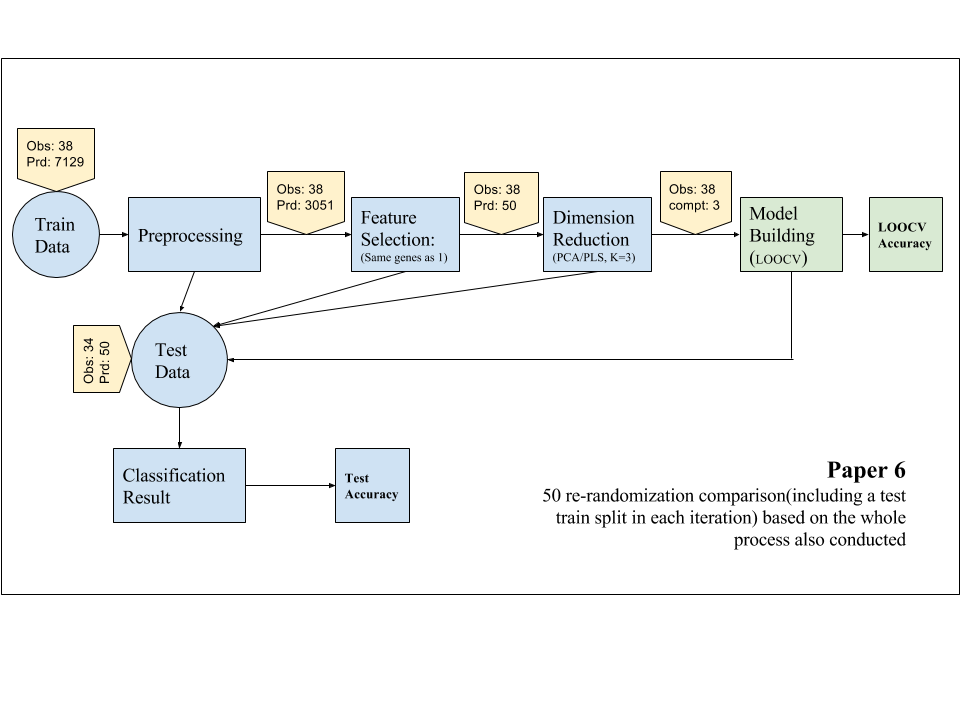 Obs: 38
Prd: 7129
Train
Data
Preprocessing
Obs: 38
Prd: 3051
Feature
Selection:
(Same genes as 1)
Obs: 38
Prd: 50
Dimension
Reduction
(PCA/PLS, K=3)
Obs: 38
compt: 3
Model
Building
(LOOCV)
LOOCV
Accuracy
Obs: 34
Prd: 50
Test
Data
Classification
Result
Test
Accuracy
Paper 6
50 re-randomization comparison(including a test
train split in each iteration) based on the whole
process also conducted